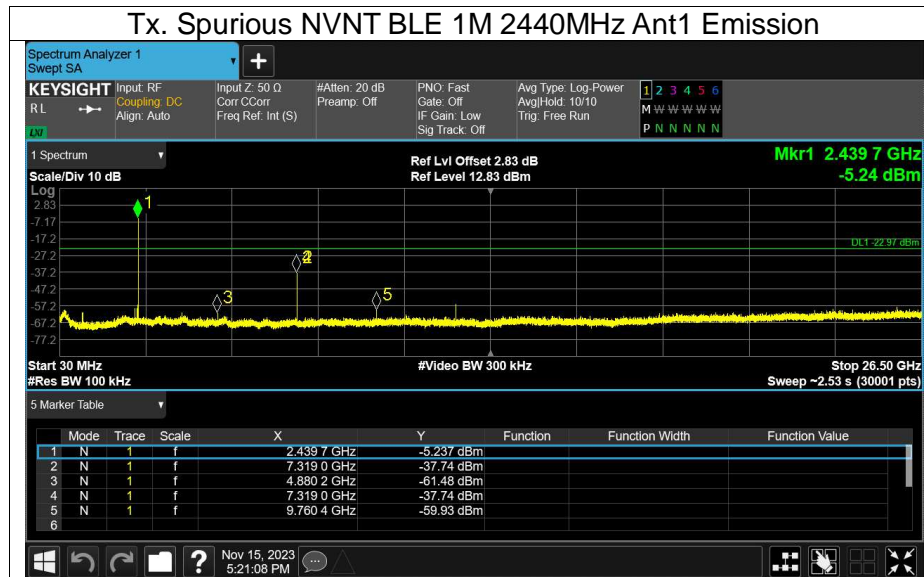 Tx. Spurious NVNT BLE 1M 2440MHz Ant1 Emission
Spectrum Analyzer 1
Swept SA
+
KEYSIGHT Input: RF Input Z: 50 Ω #Atten: 20 dB PNO: Fast Avg Type: Log-Power 1 2 3 4 5 6
R L Coupling: DC Corr CCorr Preamp: Off Gate: Off Avg|Hold: 10/10 M W W W W W
Align: Auto Freq Ref: Int (S) IF Gain: Low Trig: Free Run
LXI Sig Track: Off P N N N N N
1 Spectrum Ref Lvl Offset 2.83 dB Mkr1 2.439 7 GHz
Scale/Div 10 dB Ref Level 12.83 dBm -5.24 dBm
Log
2.83
1
-7.17
-17.2
DL1 -22.97 dBm
-27.2
-37.2
-47.2
3 5
-57.2
-67.2
-77.2
Start 30 MHz #Video BW 300 kHz Stop 26.50 GHz
#Res BW 100 kHz Sweep ~2.53 s (30001 pts)
5 Marker Table
Mode Trace Scale X Y Function Function Width Function Value
1 N 1 f 2.439 7 GHz -5.237 dBm
2 N 1 f 7.319 0 GHz -37.74 dBm
3 N 1 f 4.880 2 GHz -61.48 dBm
4 N 1 f 7.319 0 GHz -37.74 dBm
5 N 1 f 9.760 4 GHz -59.93 dBm
6
? Nov 15, 2023
5:21:08 PM